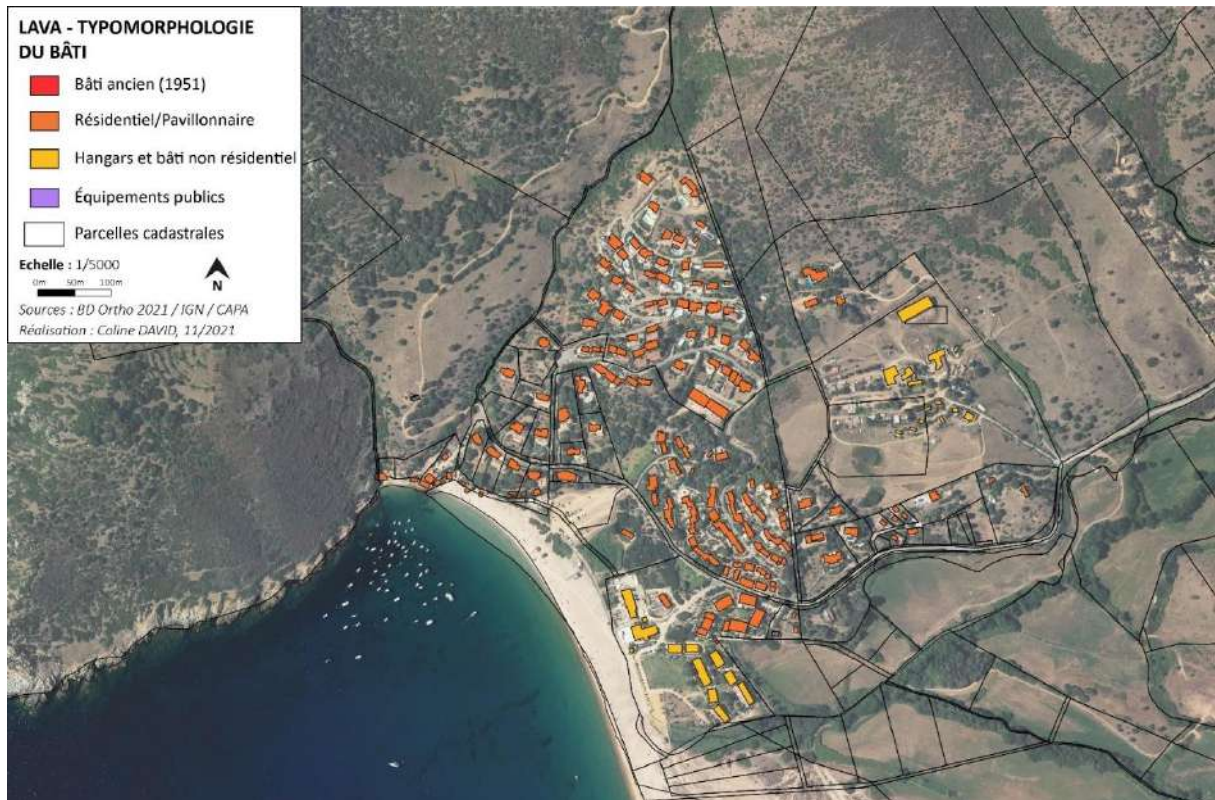 LAVA - TYPOMORPHOLOGIE
DU BÂTI
Bâti ancien (1951)
Résidentiel/Pavillonnaire
Hangars et bâti non résidentiel
Équipements publics
Parcelles cadastrales
Echelle : 1/5000
0m 50m 100m
N
Sources : BD Ortho 2021 / IGN / CAPA
Réalisation : Coline DAVID, 11/2021